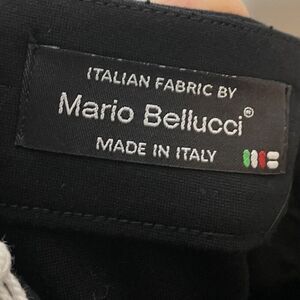 ITALIAN FABRIC BY
Mario Bellucci®
MADE IN ITALY